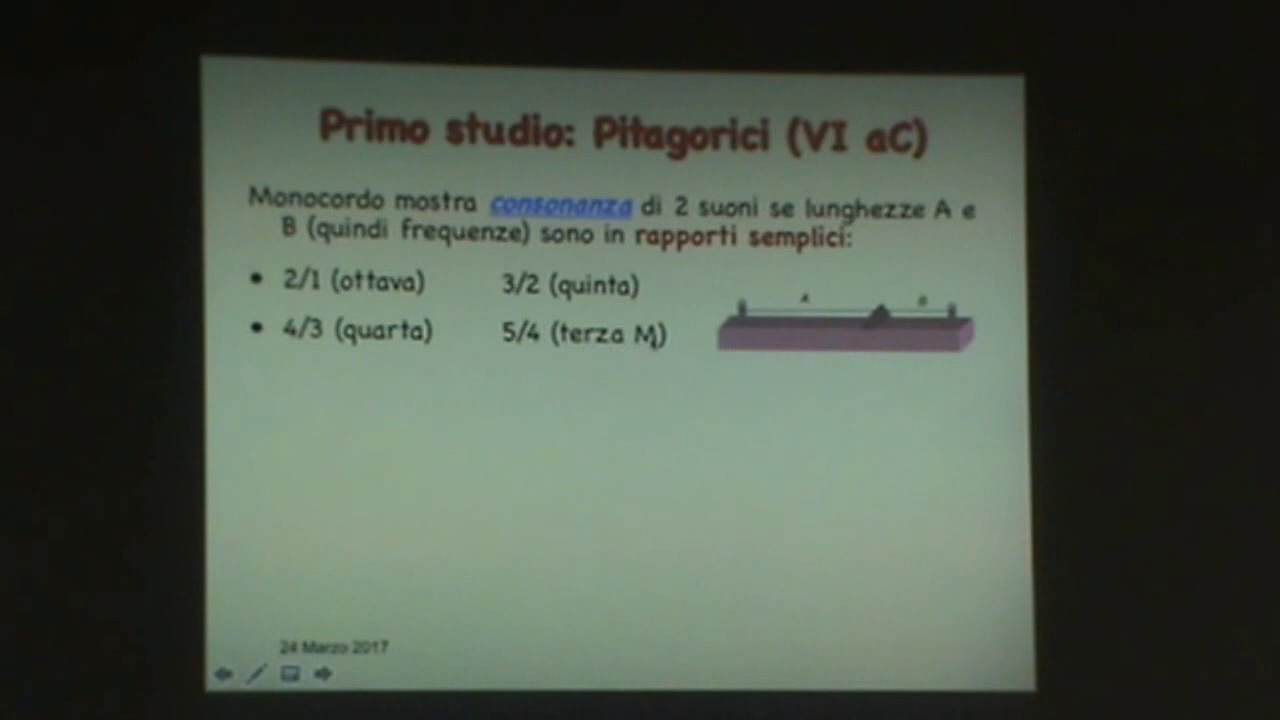 Primo studio: Pitagorici (VI aC)
Monocordo mostra consonanza di 2 suoni se lunghezze A e
B (quindi frequenze) sono in rapporti semplici:
• 2/1 (ottava) 3/2 (quinta)
• 4/3 (quarta) 5/4 (terza M)
A B
24 Marzo 2017